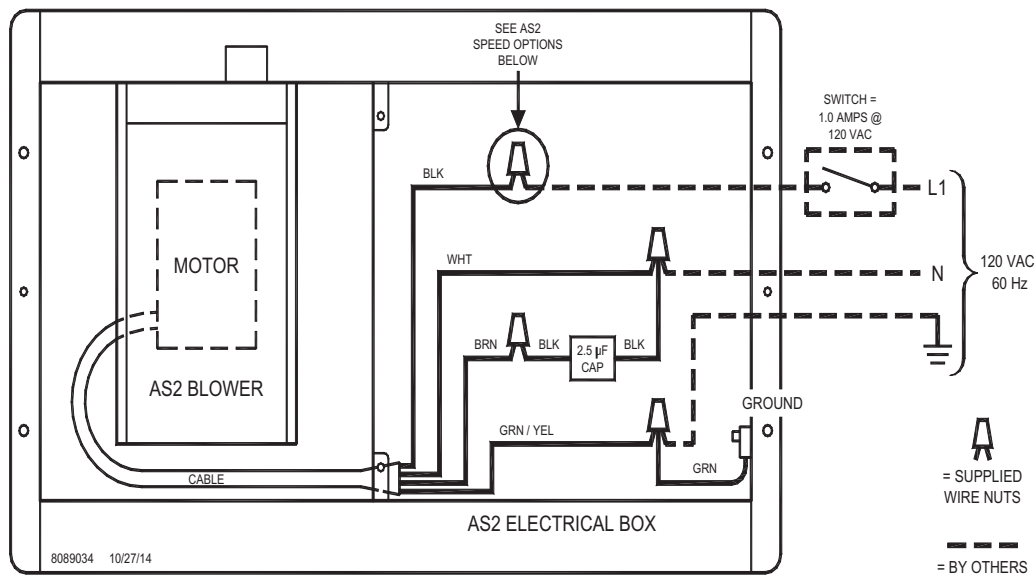 SEE AS2
SPEED OPTIONS
BELOW
SWITCH =
1.0 AMPS @
120 VAC
BLK
L1
MOTOR
WHT
N
120 VAC
60 Hz
BRN
BLK
2.5 µF
CAP
BLK
AS2 BLOWER
GROUND
GRN / YEL
GRN
CABLE
= SUPPLIED
WIRE NUTS
AS2 ELECTRICAL BOX
8089034 10/27/14
= BY OTHERS